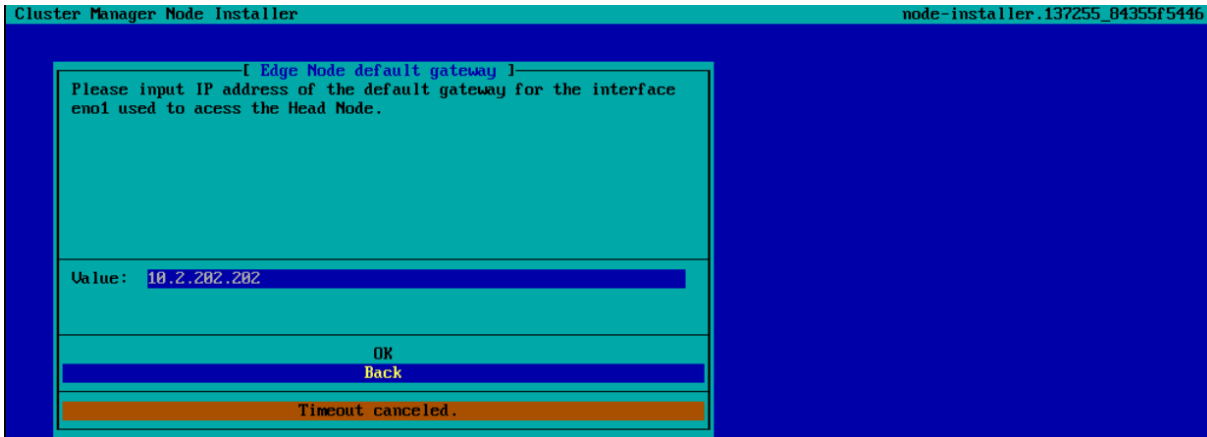 Cluster Manager Node Installer
node-installer.137255_84355f5446
[ Edge Node default gateway ]
Please input IP address of the default gateway for the interface
eno1 used to acess the Head Node.
Value: 10.2.202.202
OK
Back
Timeout canceled.